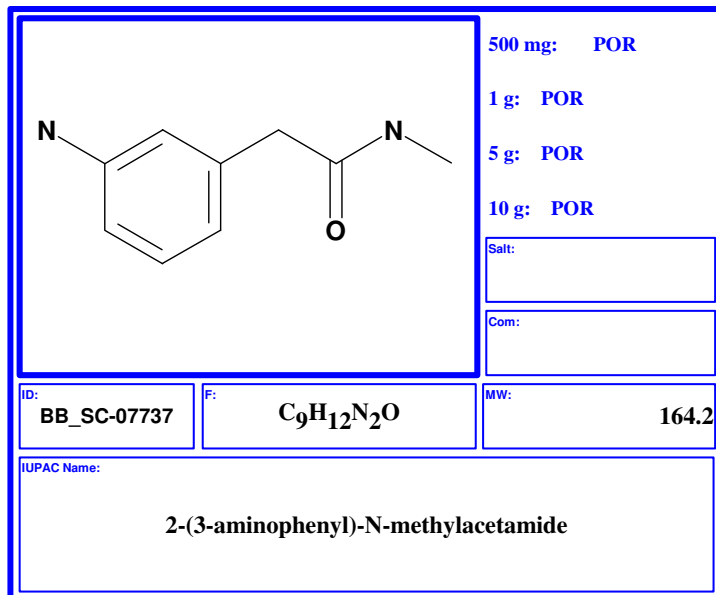 500 mg: POR
1 g: POR
5 g: POR
10 g: POR
N
N
O
Salt:
Com:
ID:
BB_SC-07737
F:
C9H12N2O
MW:
164.2
IUPAC Name:
2-(3-aminophenyl)-N-methylacetamide